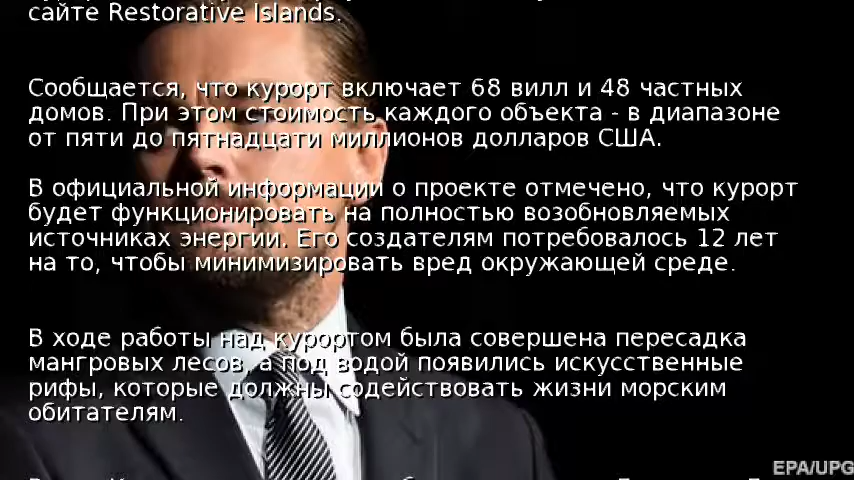 сайте Restorative Islands.
Сообщается, что курорт включает 68 вилл и 48 частных
домов. При этом стоимость каждого объекта - в диапазоне
от пяти до пятнадцати миллионов долларов США.
В официальной информации о проекте отмечено, что курорт
будет функционировать на полностью возобновляемых
источниках энергии. Его создателям потребовалось 12 лет
на то, чтобы минимизировать вред окружающей среде.
В ходе работы над курортом была совершена пересадка
мангровых лесов, а под водой появились искусственные
рифы, которые должны содействовать жизни морским
обитателям.
EPA/UPG